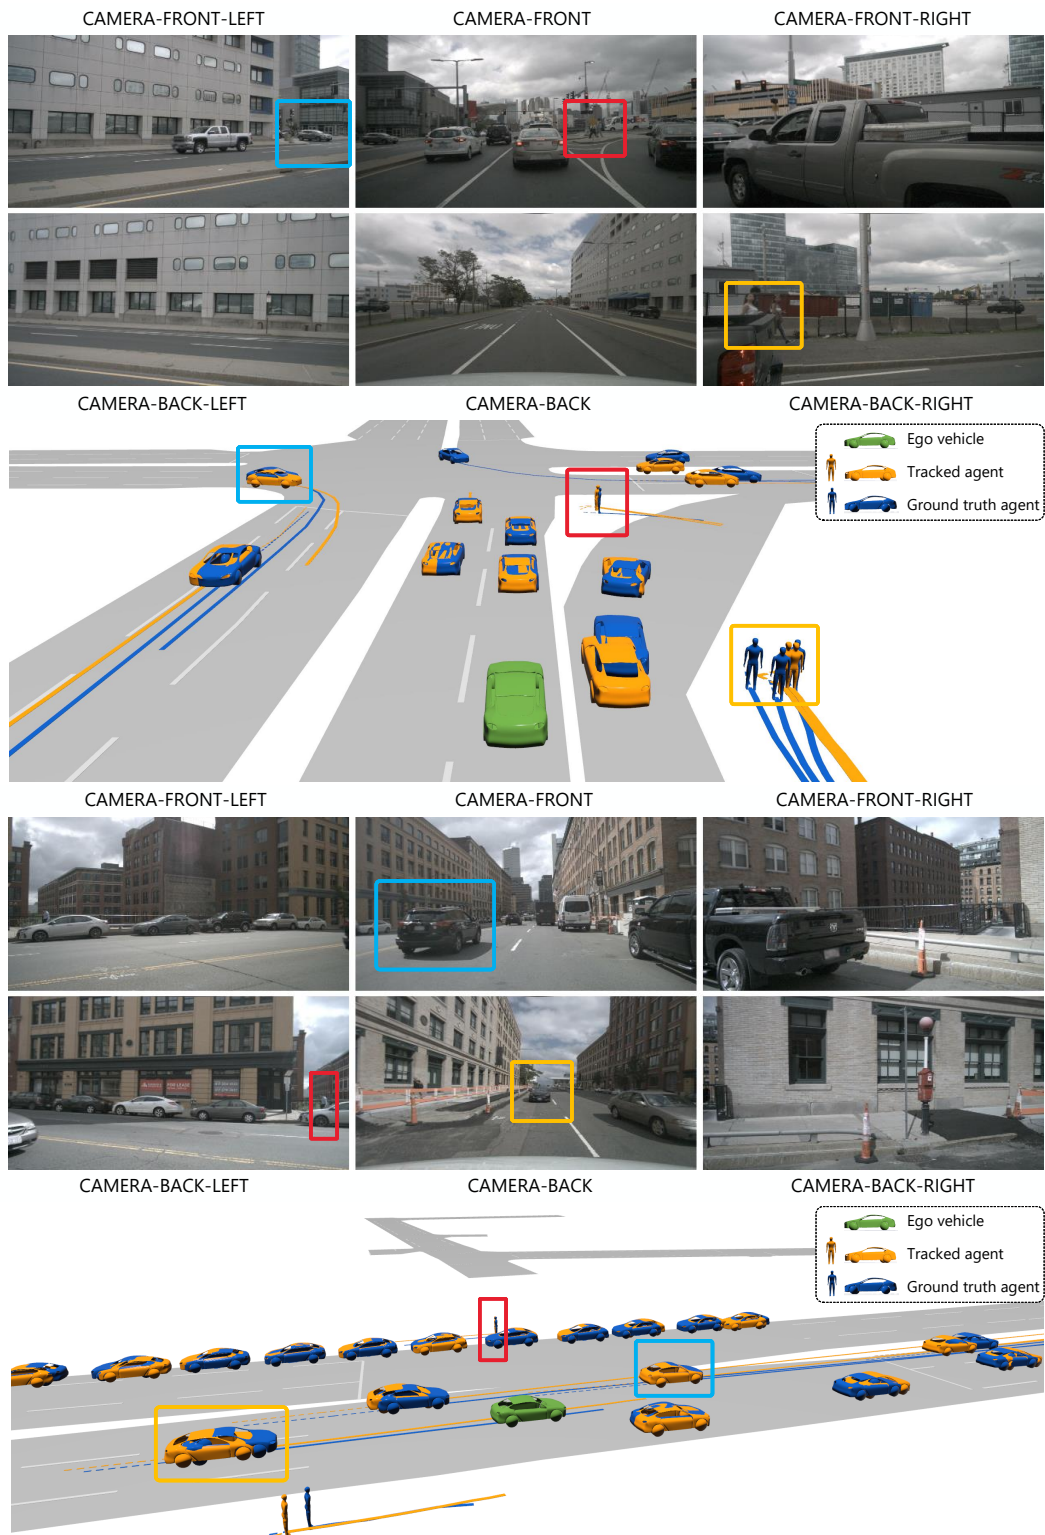 CAMERA-FRONT-LEFT CAMERA-FRONT CAMERA-FRONT-RIGHT
CAMERA-BACK-LEFT CAMERA-BACK CAMERA-BACK-RIGHT
Ego vehicle
Tracked agent
Ground truth agent
CAMERA-FRONT-LEFT CAMERA-FRONT CAMERA-FRONT-RIGHT
CAMERA-BACK-LEFT CAMERA-BACK CAMERA-BACK-RIGHT
Ego vehicle
Tracked agent
Ground truth agent